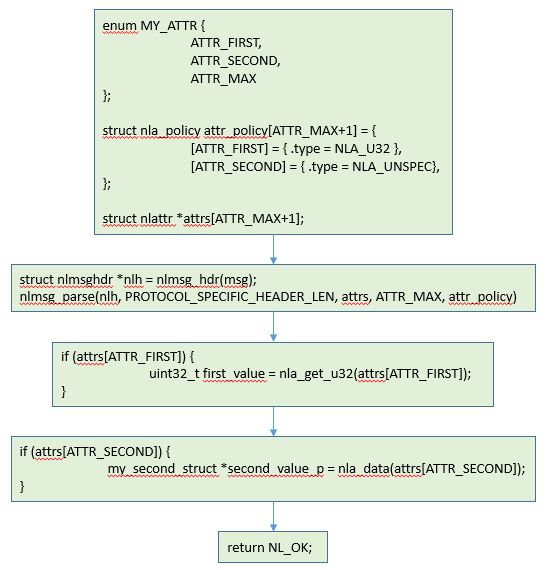 enum MY_ATTR {
ATTR_FIRST,
ATTR_SECOND,
ATTR_MAX
};
struct nla_policy attr_policy[ATTR_MAX+1] = {
[ATTR_FIRST] = { .type = NLA_U32 },
[ATTR_SECOND] = { .type = NLA_UNSPEC},
};
struct nlattr *attrs[ATTR_MAX+1];
struct nlmsghdr *nlh = nlmsg_hdr(msg);
nlmsg_parse(nlh, PROTOCOL_SPECIFIC_HEADER_LEN, attrs, ATTR_MAX, attr_policy)
if (attrs[ATTR_FIRST]) {
uint32_t first_value = nla_get_u32(attrs[ATTR_FIRST]);
}
if (attrs[ATTR_SECOND]) {
my_second_struct *second_value_p = nla_data(attrs[ATTR_SECOND]);
}
return NL_OK;